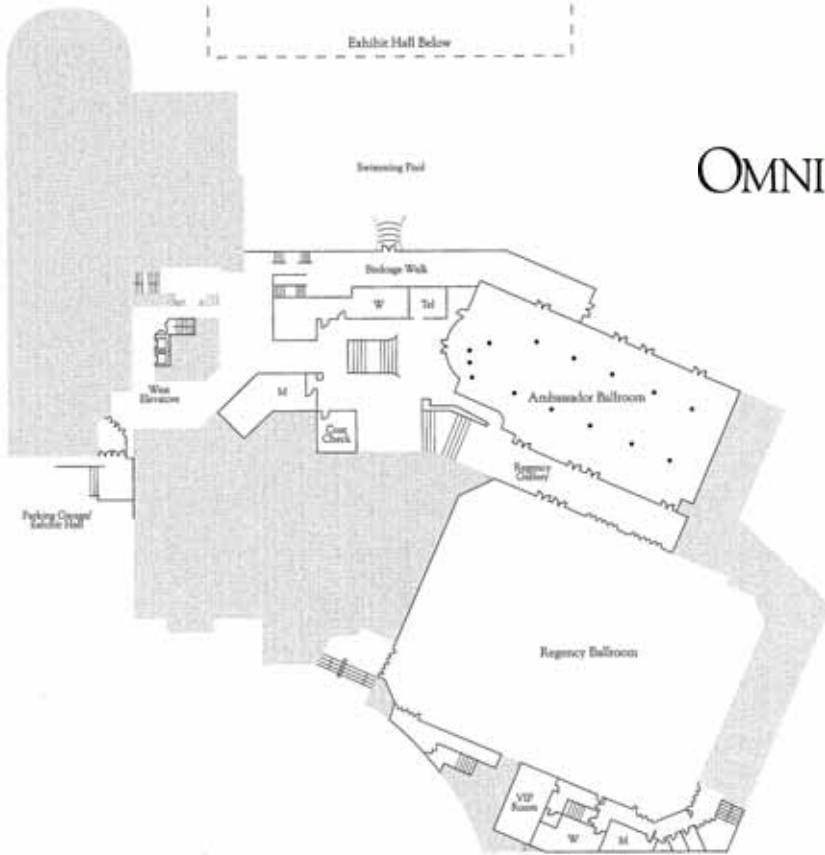 Exhibit Hall Below
Swimming Pool
OMNI
Birdcage Walk
W
Tel
West
Elevators
M
Coat
Check
Ambassador Ballroom
Regency
Gallery
Parking Garage/
Exhibit Hall
Regency Ballroom
VIP
Room
W
M